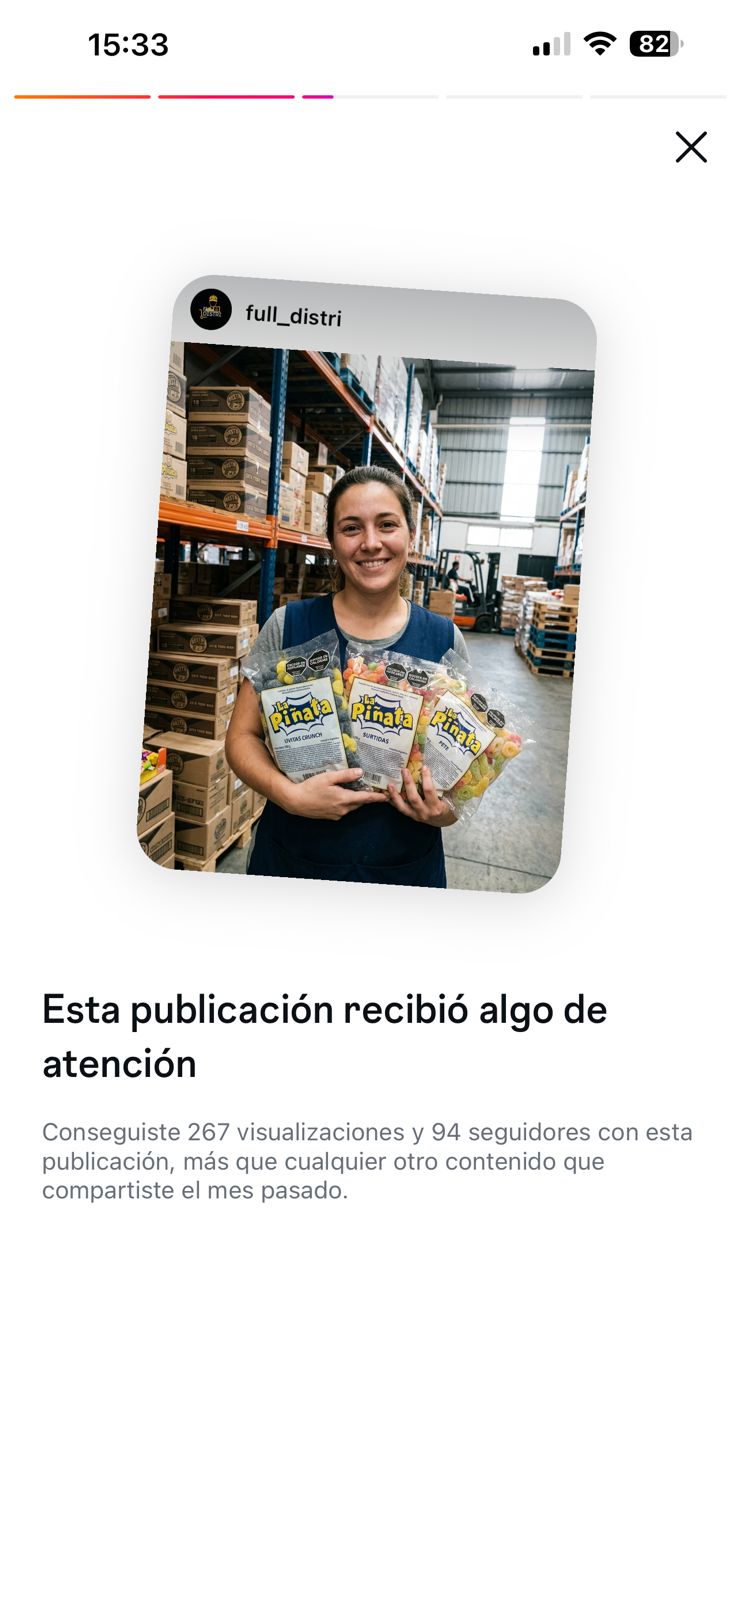 15:33
82
full_distri
La
Piñata
UVITAS CRUNCH
La
Piñata
SURTIDAS
La
Piñata
Esta publicación recibió algo de
atención
Conseguiste 267 visualizaciones y 94 seguidores con esta
publicación, más que cualquier otro contenido que
compartiste el mes pasado.